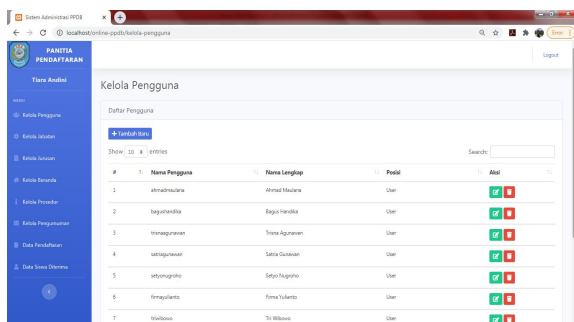 Sistem Administrasi PPDB
localhost/online-ppdb/kelola-pengguna
Error
PANITIA
PENDAFTARAN
Logout
Tiara Andini
MENU
Kelola Pengguna
Kelola Jabatan
Kelola Jurusan
Kelola Beranda
Kelola Prosedur
Kelola Pengumuman
Data Pendaftaran
Data Siswa Diterima
Kelola Pengguna
Daftar Pengguna
+ Tambah Baru
Show 10 entries
Search:
# Nama Pengguna Nama Lengkap Posisi Aksi
1 ahmadmaulana Ahmad Maulana User
2 bagushandika Bagus Handika User
3 trisnaagunawan Trisna Agunawan User
4 satriagunawan Satria Gunawan User
5 setyonugroho Setyo Nugroho User
6 firmayulianto Firma Yulianto User
7 triwibowo Tri Wibowo User